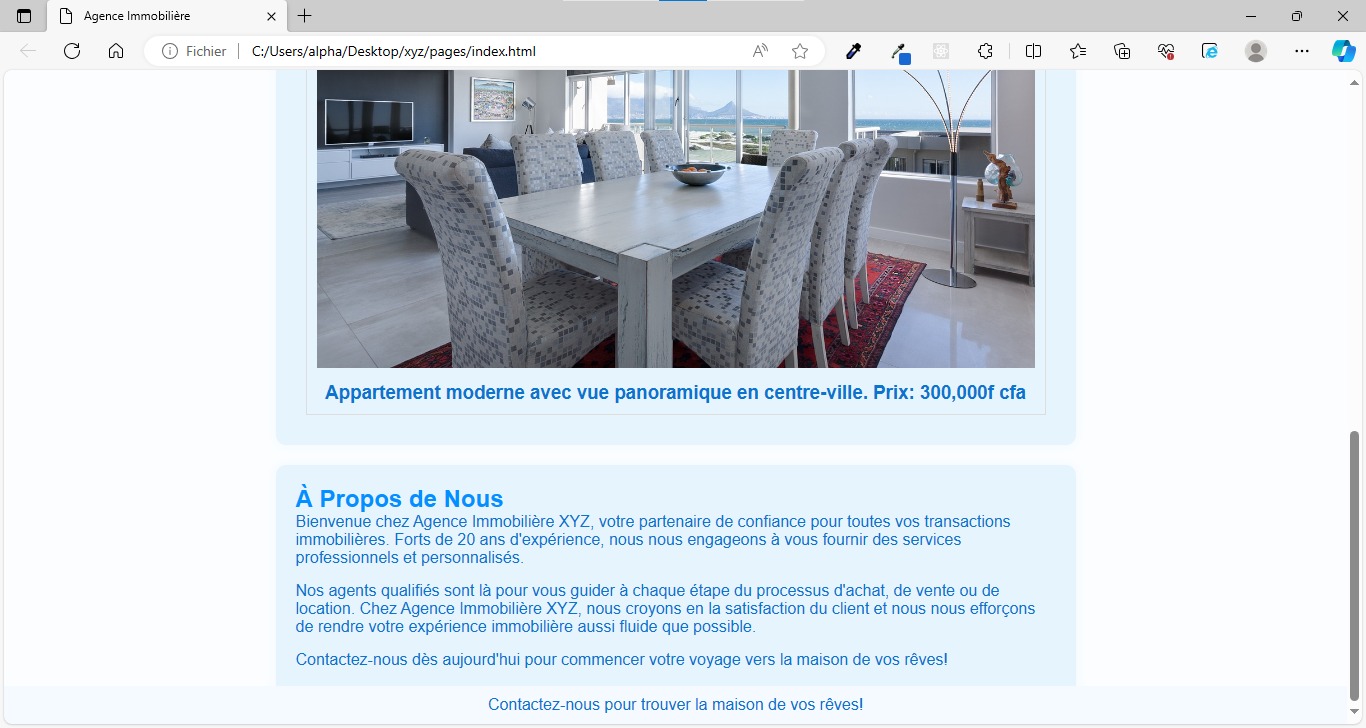 Agence Immobilière
Fichier
C:/Users/alpha/Desktop/xyz/pages/index.html
Appartement moderne avec vue panoramique en centre-ville. Prix: 300,000f cfa
À Propos de Nous
Bienvenue chez Agence Immobilière XYZ, votre partenaire de confiance pour toutes vos transactions
immobilières. Forts de 20 ans d'expérience, nous nous engageons à vous fournir des services
professionnels et personnalisés.
Nos agents qualifiés sont là pour vous guider à chaque étape du processus d'achat, de vente ou de
location. Chez Agence Immobilière XYZ, nous croyons en la satisfaction du client et nous nous efforçons
de rendre votre expérience immobilière aussi fluide que possible.
Contactez-nous dès aujourd'hui pour commencer votre voyage vers la maison de vos rêves!
Contactez-nous pour trouver la maison de vos rêves!